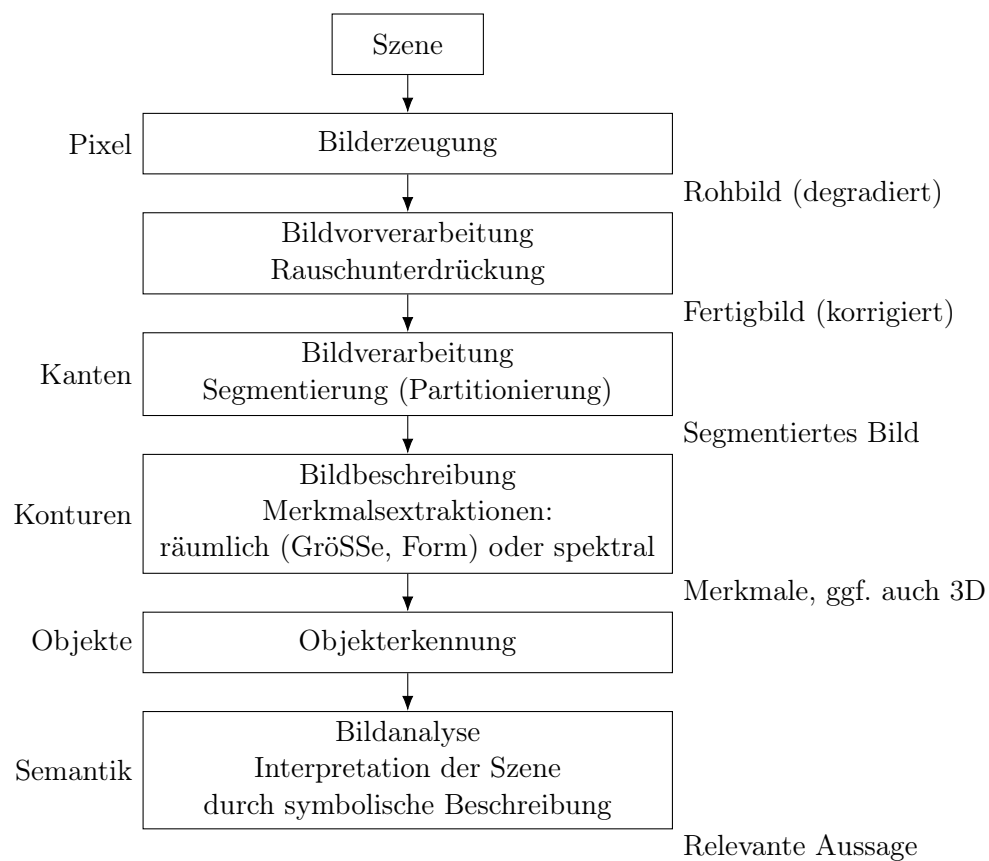 Szene
Pixel
Bilderzeugung
Rohbild (degradiert)
Bildvorverarbeitung
Rauschunterdrückung
Fertigbild (korrigiert)
Kanten
Bildverarbeitung
Segmentierung (Partitionierung)
Segmentiertes Bild
Konturen
Bildbeschreibung
Merkmalsextraktionen:
räumlich (GröSSe, Form) oder spektral
Merkmale, ggf. auch 3D
Objekte
Objekterkennung
Semantik
Bildanalyse
Interpretation der Szene
durch symbolische Beschreibung
Relevante Aussage